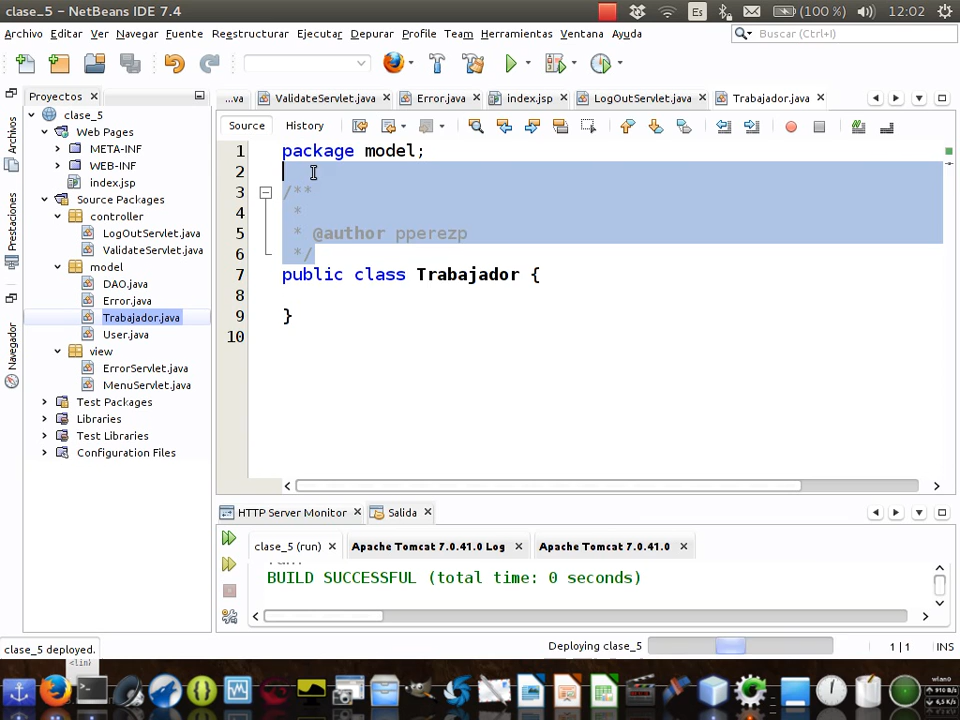 clase_5 – NetBeans IDE 7.4
Es
(100 %)
12:02
Archivo Editar Ver Navegar Fuente Refactorizar Ejecutar Depurar Profile Team Herramientas Ventana Ayuda
Buscar (Ctrl+I)
Proyectos
...va
ValidateServlet.java
Error.java
index.jsp
LogOutServlet.java
Trabajador.java
Source
History
Archivos
Prestaciones
Navegador
clase_5
Web Pages
META-INF
WEB-INF
index.jsp
Source Packages
controller
LogOutServlet.java
ValidateServlet.java
model
DAO.java
Error.java
Trabajador.java
User.java
view
ErrorServlet.java
MenuServlet.java
Test Packages
Libraries
Test Libraries
Configuration Files
1 package model;
2
3 /**
4 *
5 * @author pperezp
6 */
7 public class Trabajador {
8
9 }
10
HTTP Server Monitor
Salida
clase_5 (run)
Apache Tomcat 7.0.41.0 Log
Apache Tomcat 7.0.41.0
BUILD SUCCESSFUL (total time: 0 seconds)
clase_5 deployed.
Deploying clase_5
1|1
INS
<lin>
wlan0